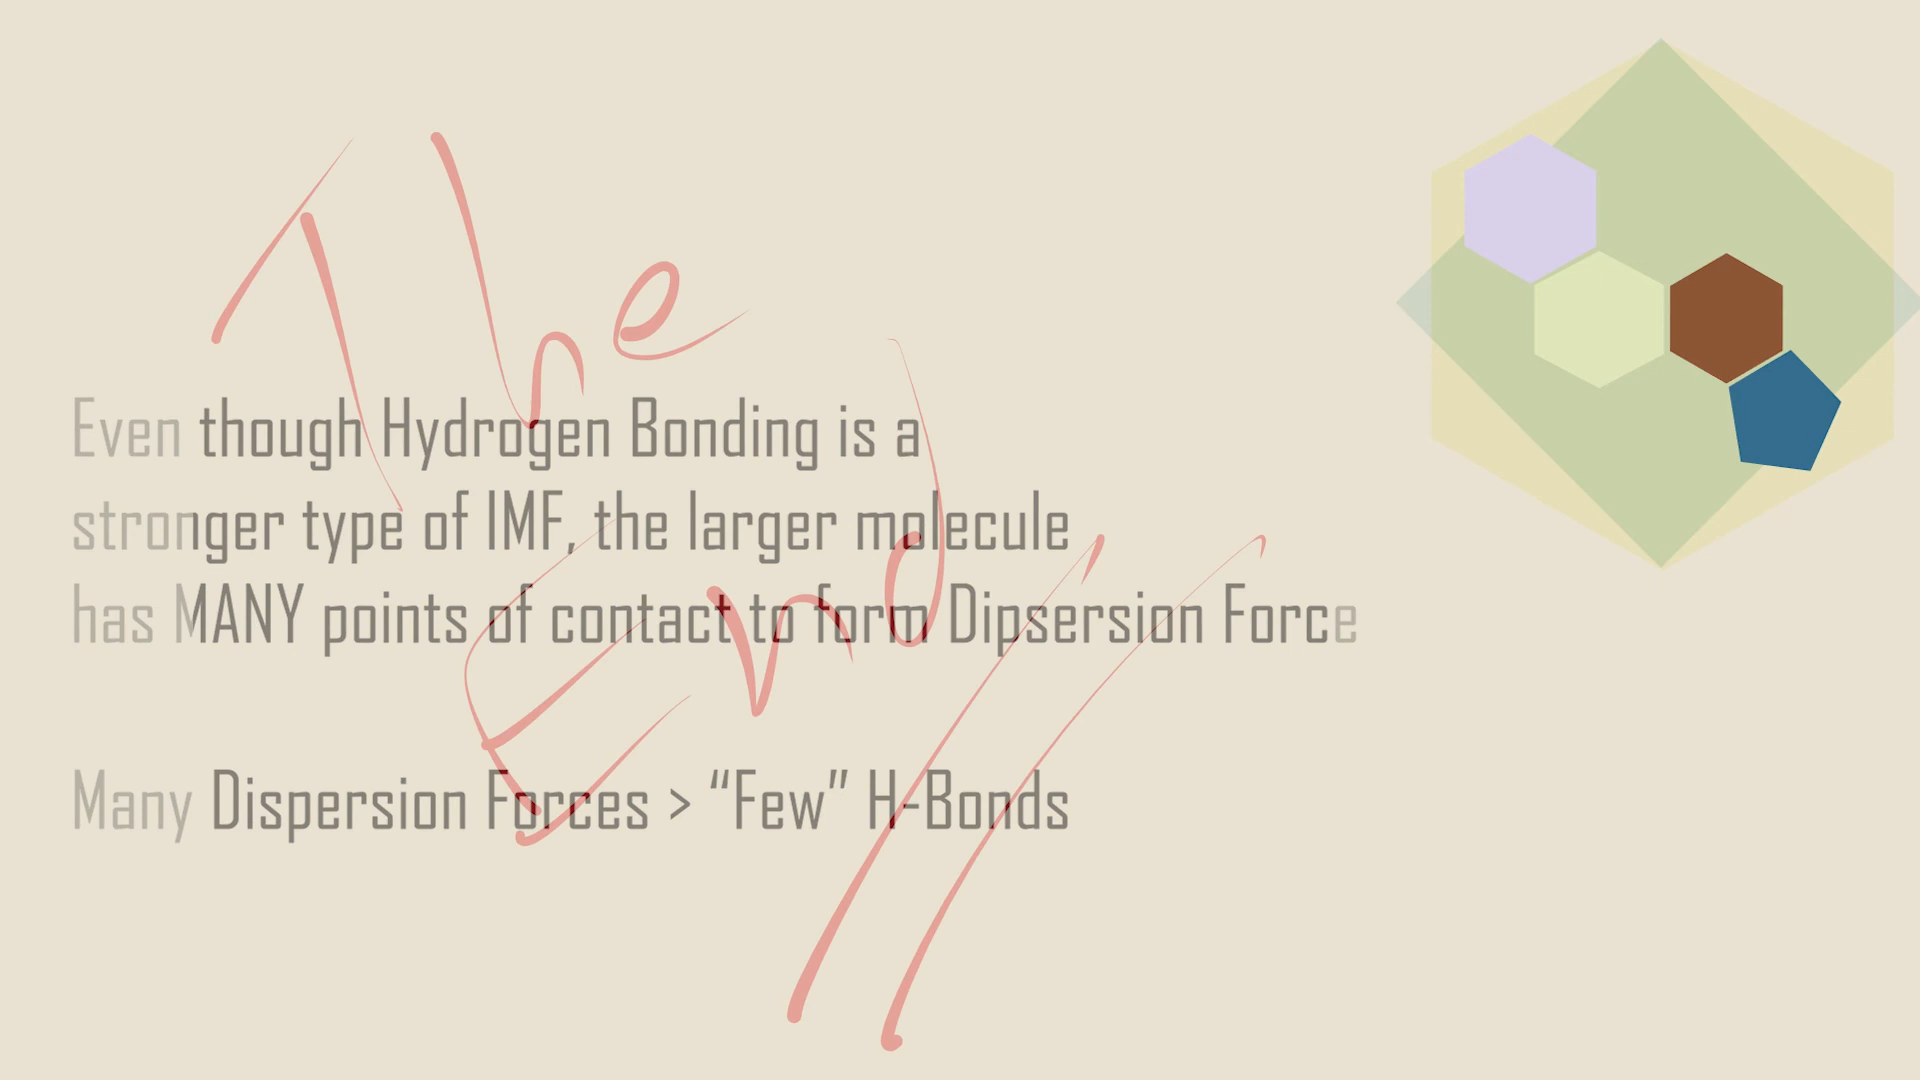 The
End
Even though Hydrogen Bonding is a
stronger type of IMF, the larger molecule
has MANY points of contact to form Dipsersion Force
Many Dispersion Forces > “Few” H-Bonds